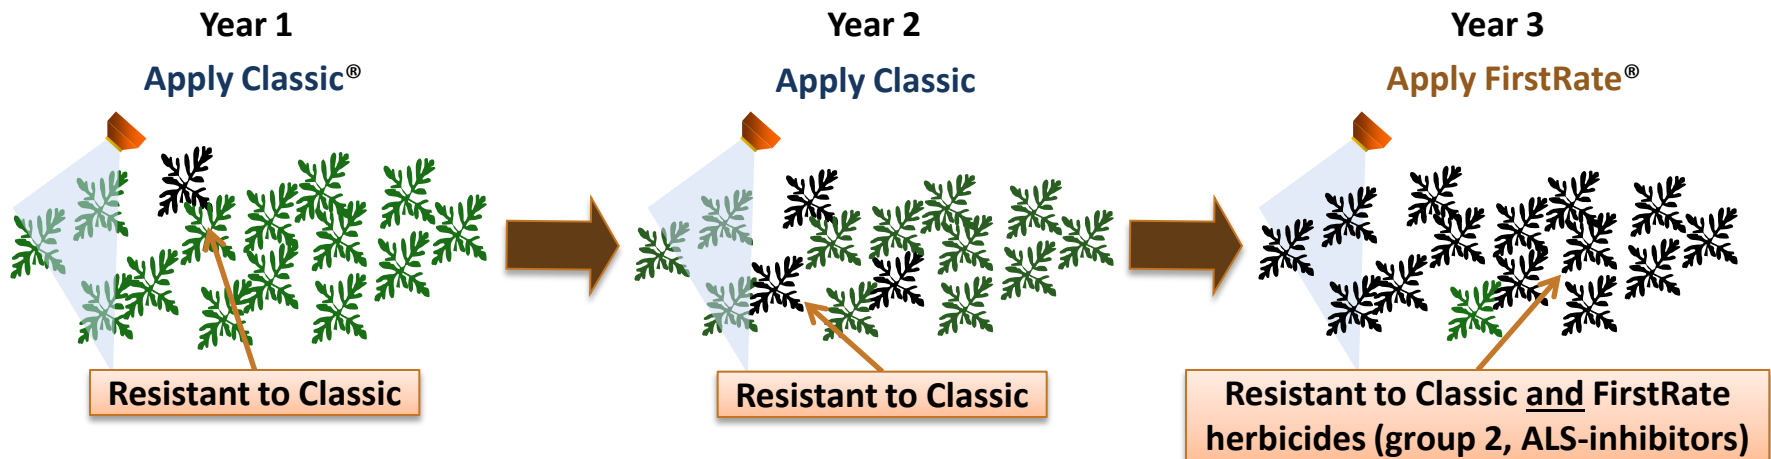 Year 1
Apply Classic®
Resistant to Classic
Year 2
Apply Classic
Resistant to Classic
Year 3
Apply FirstRate®
Resistant to Classic and FirstRate
herbicides (group 2, ALS-inhibitors)